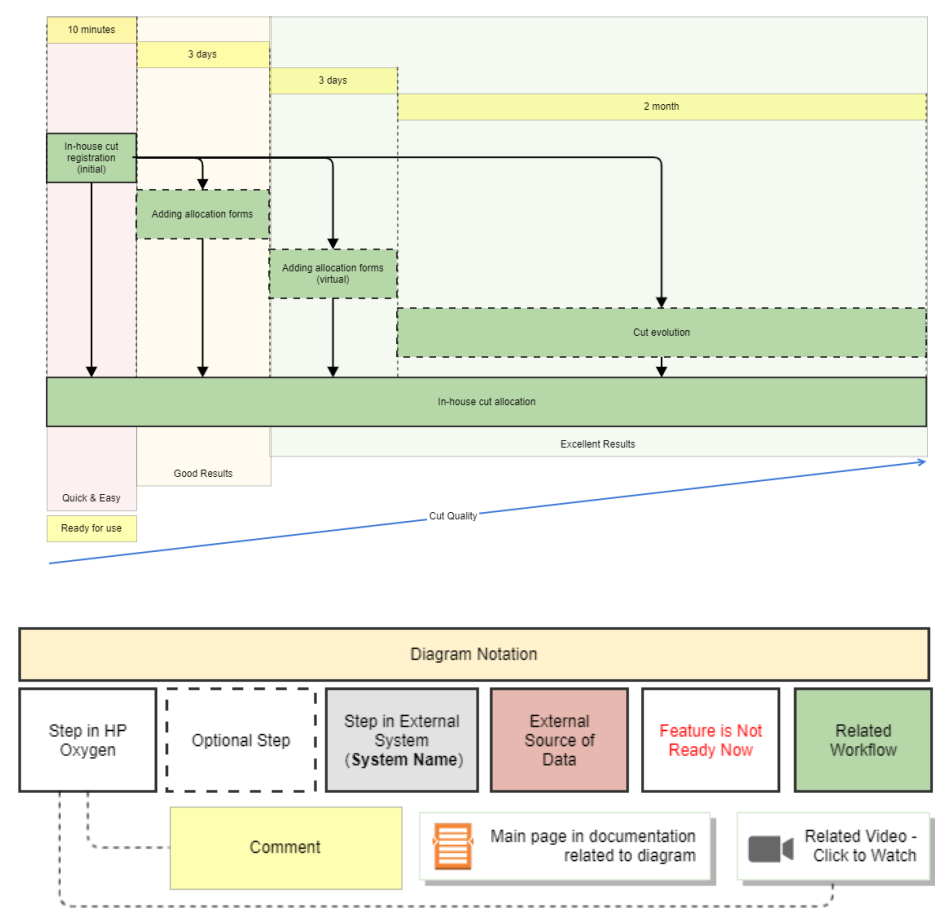 10 minutes
3 days
3 days
2 month
In-house cut
registration
(initial)
Adding allocation forms
Adding allocation forms
(virtual)
Cut evolution
In-house cut allocation
Excellent Results
Good Results
Quick & Easy
Cut Quality
Ready for use
Diagram Notation
Step in HP
Oxygen
Optional Step
Step in External
System
(System Name)
External
Source of
Data
Feature is Not
Ready Now
Related
Workflow
Comment
Main page in documentation
related to diagram
Related Video -
Click to Watch